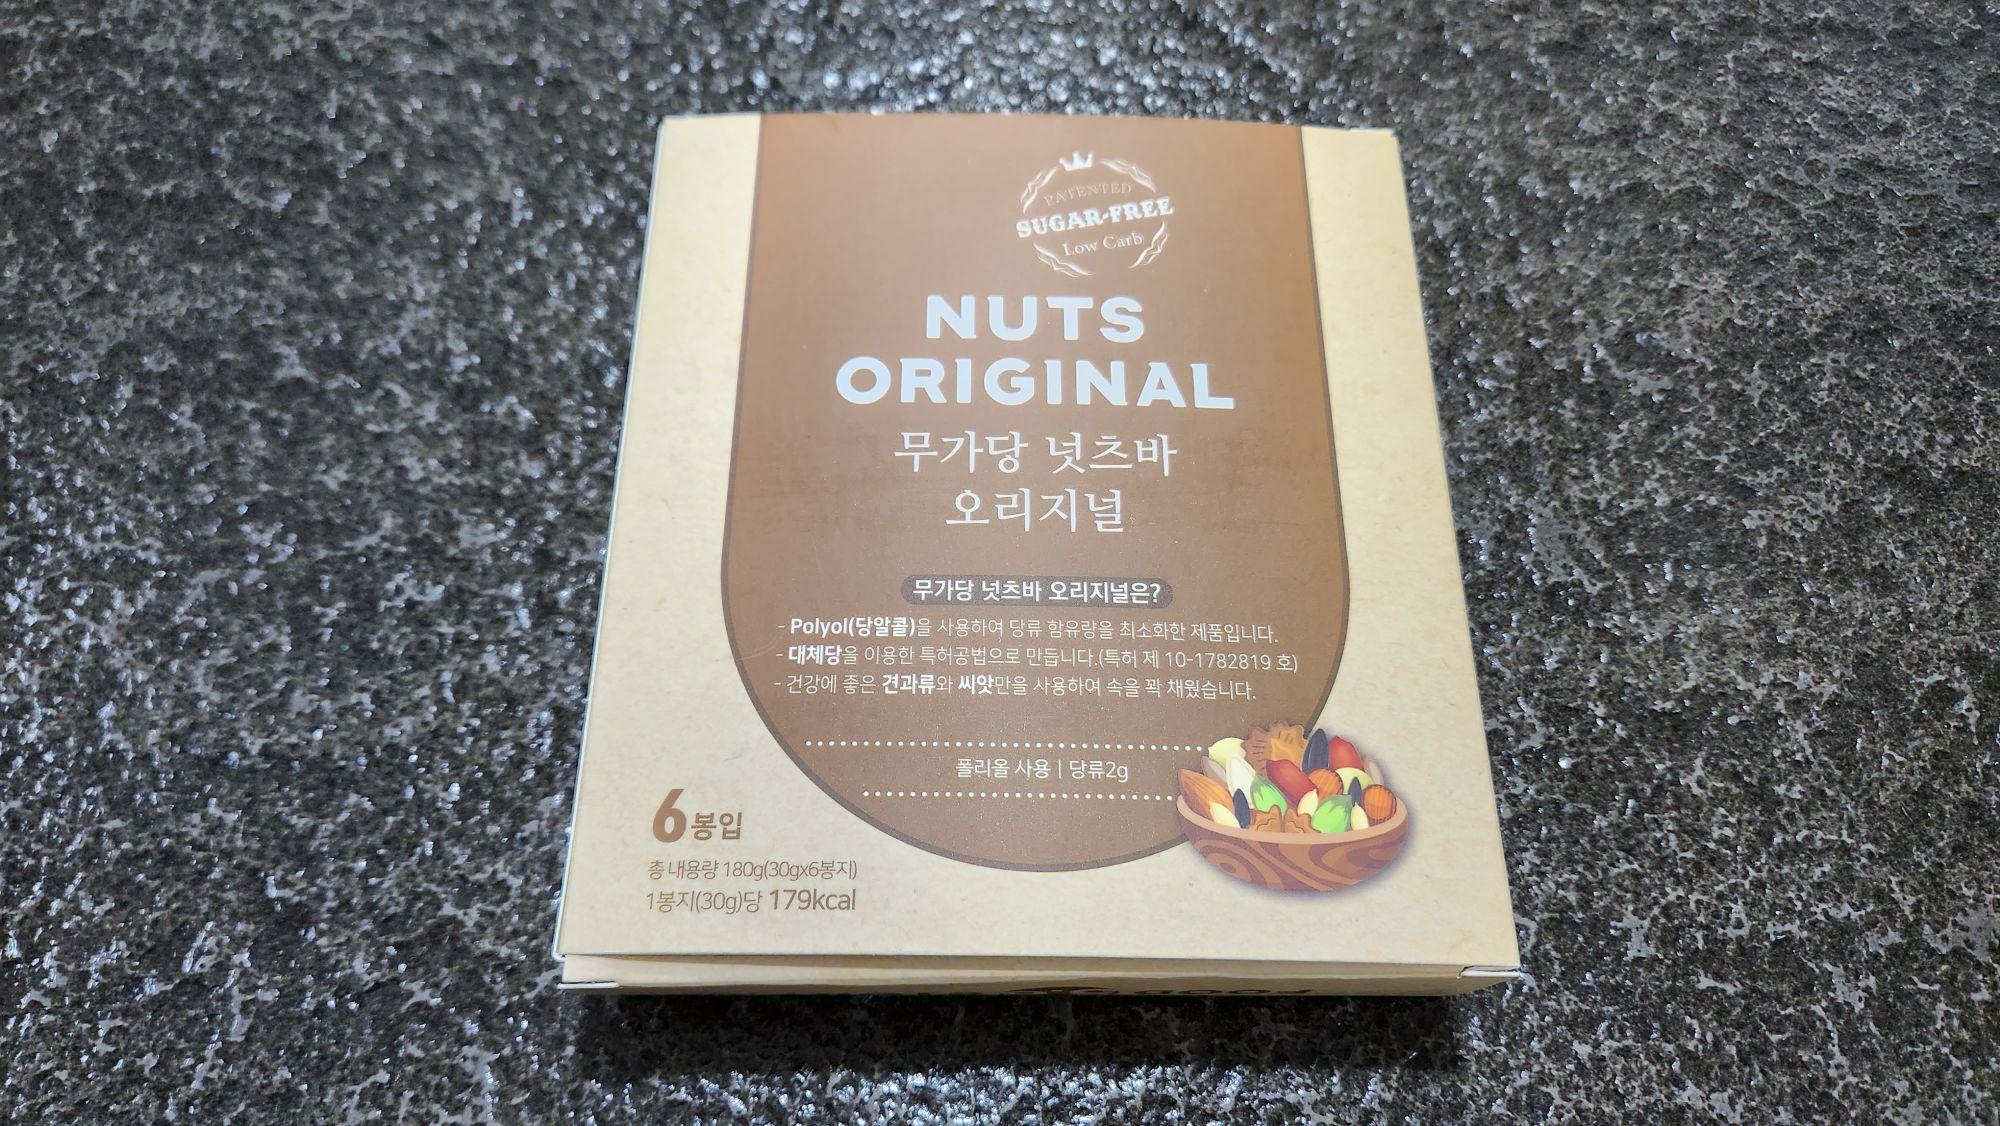 PATENTED
SUGAR-FREE
Low Carb
NUTS
ORIGINAL
무가당 넛츠바
오리지널
무가당 넛츠바 오리지널은?
- Polyol(당알콜)을 사용하여 당류 함유량을 최소화한 제품입니다.
- 대체당을 이용한 특허공법으로 만듭니다.(특허 제 10-1782819 호)
- 건강에 좋은 견과류와 씨앗만을 사용하여 속을 꽉 채웠습니다.
폴리올 사용 | 당류2g
6봉입
총 내용량 180g(30gx6봉지)
1봉지(30g)당 179kcal